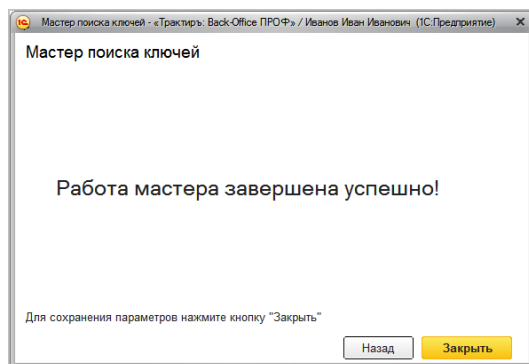 Мастер поиска ключей - «Трактиръ: Back-Office ПРОФ» / Иванов Иван Иванович (1С:Предприятие)
Мастер поиска ключей
Работа мастера завершена успешно!
Для сохранения параметров нажмите кнопку "Закрыть"
Назад Закрыть